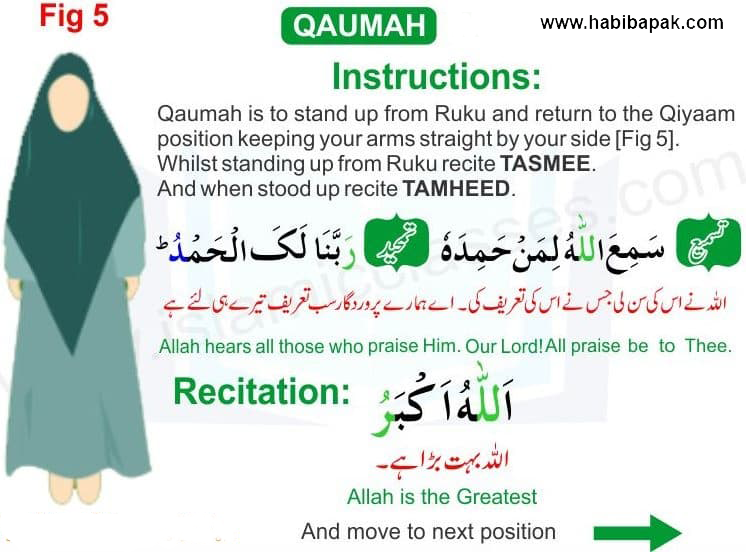 Fig 5
QAUMAH
www.habibapak.com
Instructions:
Qaumah is to stand up from Ruku and return to the Qiyaam
position keeping your arms straight by your side [Fig 5].
Whilst standing up from Ruku recite TASMEE.
And when stood up recite TAMHEED.
تسمیع سَمِعَ اللّٰهُ لِمَنْ حَمِدَهٗ تحمید رَبَّنَا لَکَ الْحَمْدُ ؕ
اللہ نے اس کی سن لی جس نے اس کی تعریف کی۔ اے ہمارے پروردگار سب تعریف تیرے ہی لئے ہے
Allah hears all those who praise Him. Our Lord! All praise be to Thee.
Recitation: اَللّٰهُ اَکْبَرُ
اللہ بہت بڑا ہے۔
Allah is the Greatest
And move to next position